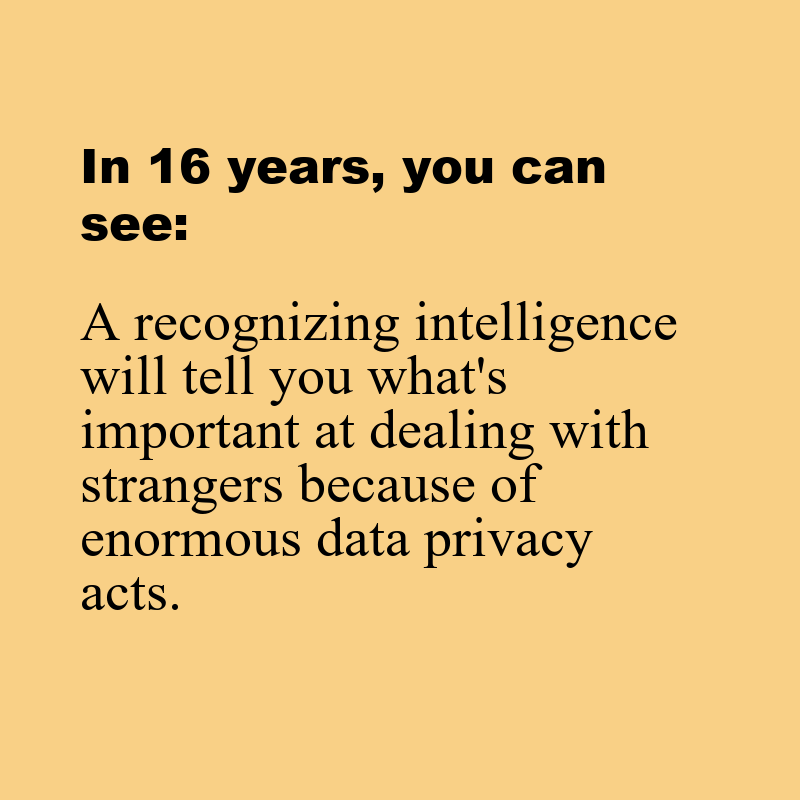 In 16 years, you can
see:
A recognizing intelligence
will tell you what's
important at dealing with
strangers because of
enormous data privacy
acts.